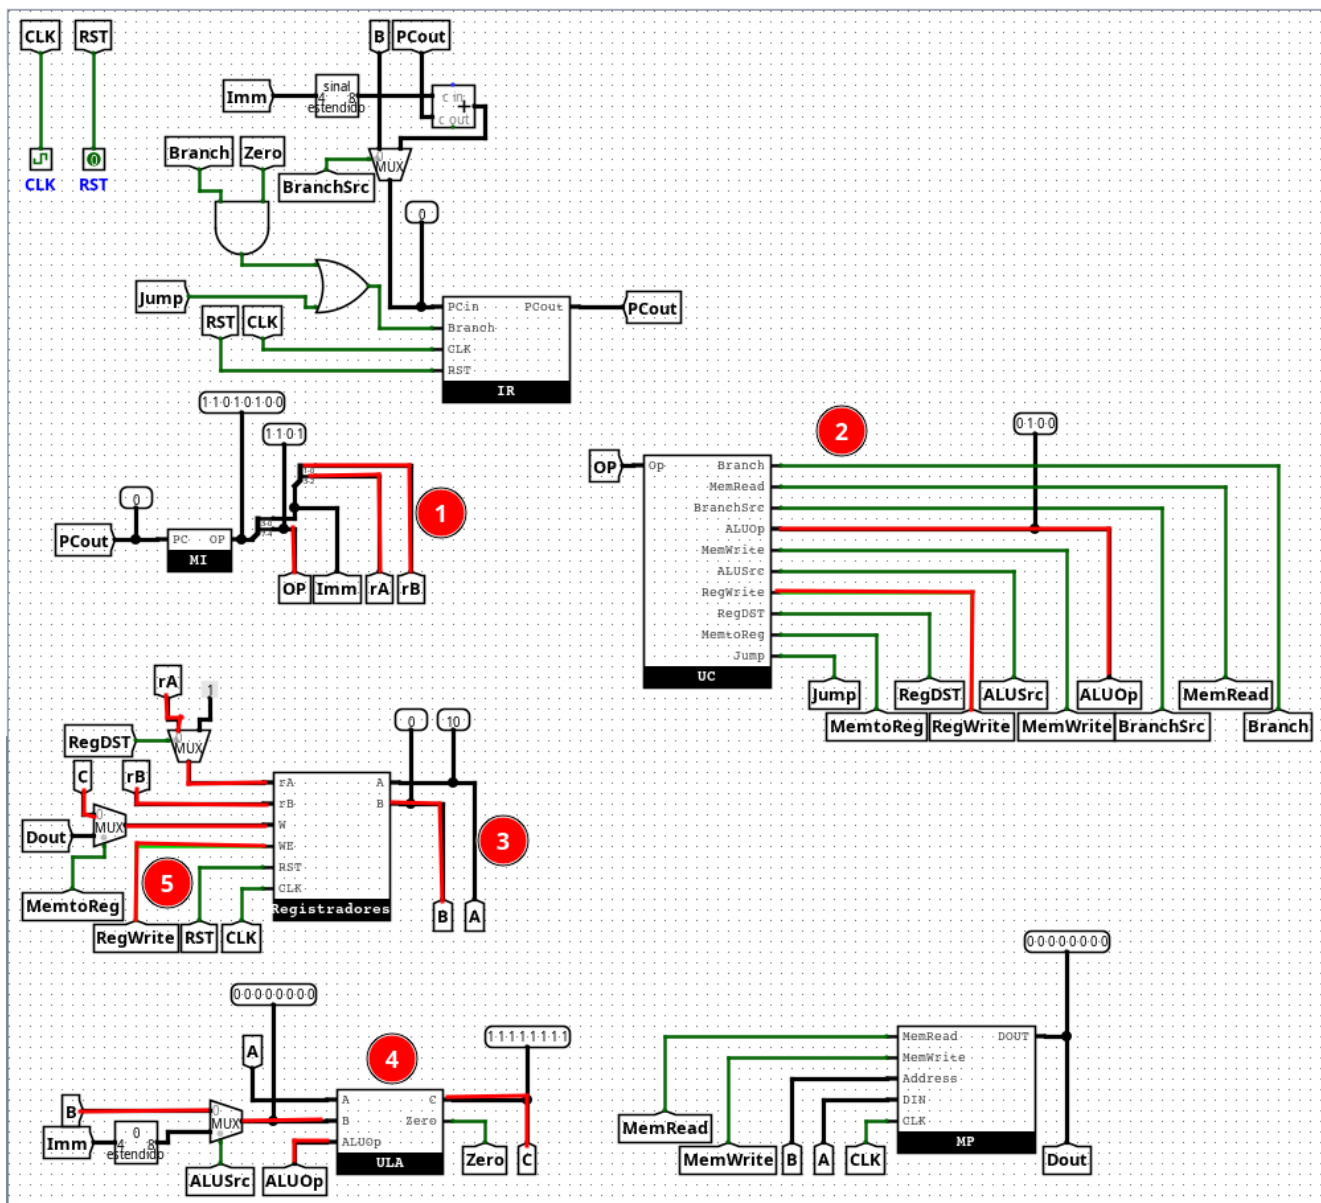 CLK RST B PCout
Imm
sinal
4 8
estendido
c in
+
c out
Branch Zero
MUX
CLK RST
BranchSrc
0
Jump
RST CLK
PCin PCout
Branch
CLK
RST
IR
PCout
1 1 0 1 0 1 0 0
1 1 0 1
0
PCout
PC OP
MI
1
OP Imm rA rB
2
0 1 0 0
OP
Op Branch
MemRead
BranchSrc
ALUOp
MemWrite
ALUSrc
RegWrite
RegDST
MemtoReg
Jump
UC
Jump RegDST ALUSrc ALUOp MemRead
MemtoReg RegWrite MemWrite BranchSrc Branch
rA 1
RegDST
MUX
0 10
C rB
0
MUX
Dout
rA A
rB B
W
WE
RST
CLK
Registradores
3
5
MemtoReg
RegWrite RST CLK
B A
0 0 0 0 0 0 0 0
A
4
1 1 1 1 1 1 1 1
B
0
MUX
Imm
0
4 8
estendido
A C
B Zero
ALUOp
ULA
ALUSrc ALUOp
Zero C
0 0 0 0 0 0 0 0
MemRead DOUT
MemWrite
Address
DIN
CLK
MP
MemRead
MemWrite B A CLK Dout